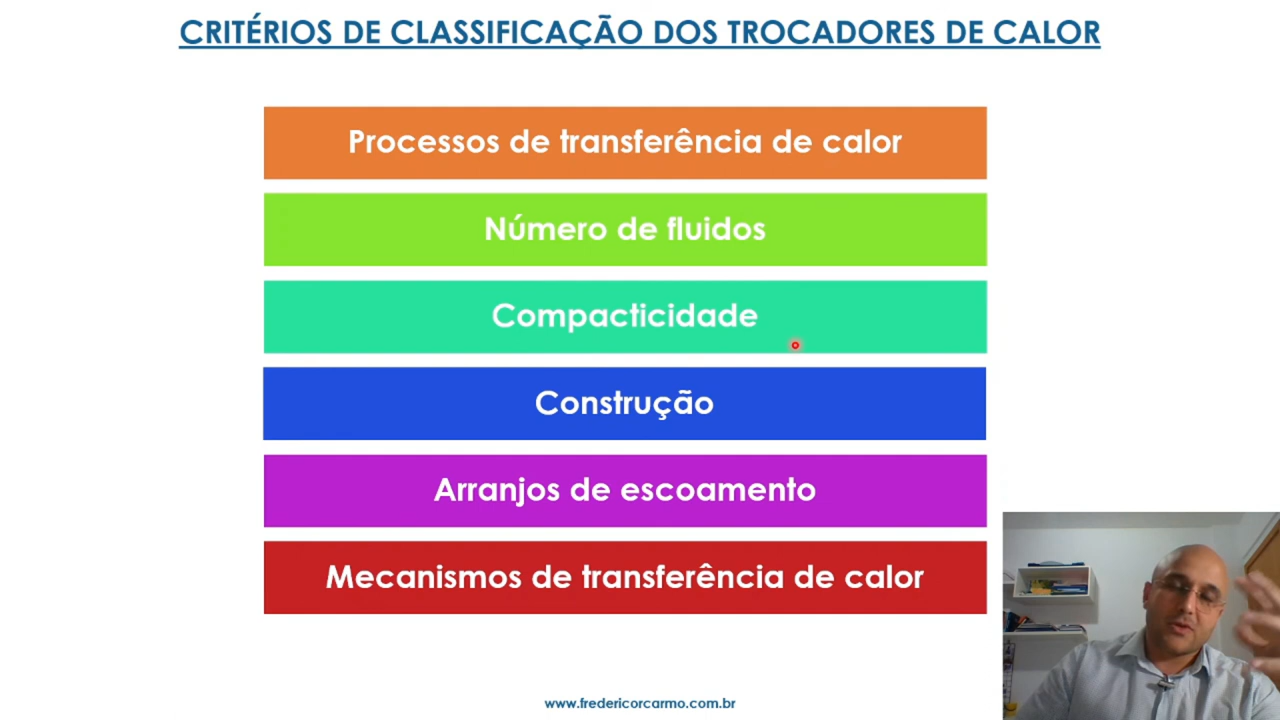 CRITÉRIOS DE CLASSIFICAÇÃO DOS TROCADORES DE CALOR
Processos de transferência de calor
Número de fluidos
Compacticidade
Construção
Arranjos de escoamento
Mecanismos de transferência de calor
www.fredericorcarmo.com.br